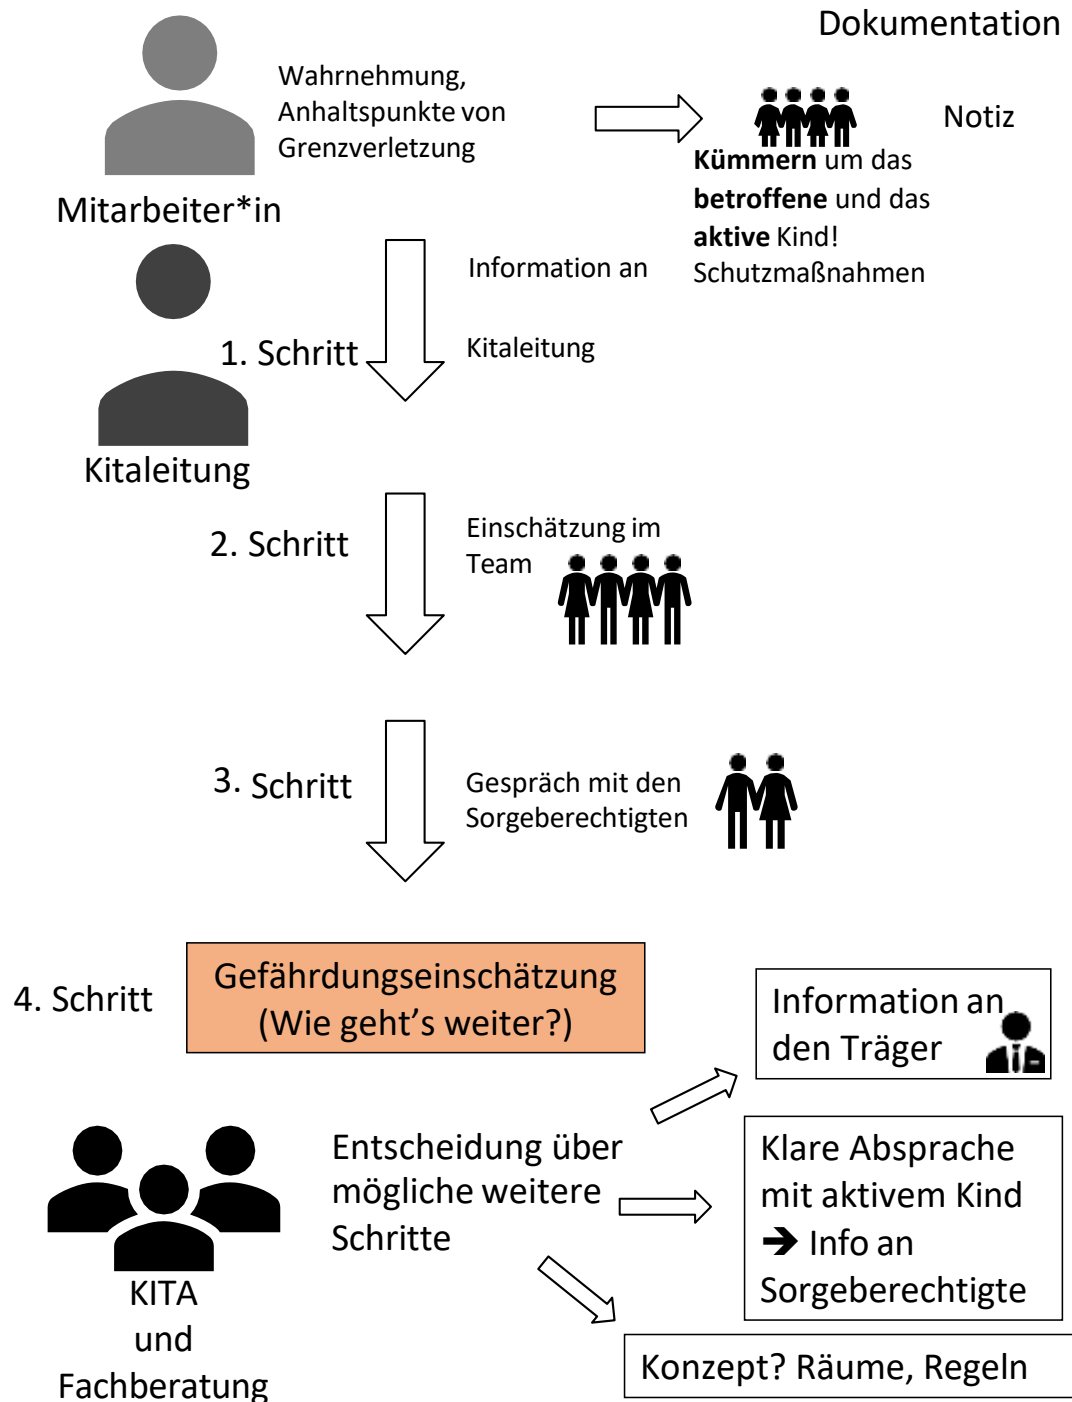 Dokumentation
Wahrnehmung,
Anhaltspunkte von
Grenzverletzung
Notiz
Kümmern um das
betroffene und das
aktive Kind!
Schutzmaßnahmen
Mitarbeiter*in
Information an
1. Schritt
Kitaleitung
Kitaleitung
2. Schritt
Einschätzung im
Team
3. Schritt
Gespräch mit den
Sorgeberechtigten
4. Schritt
Gefährdungseinschätzung
(Wie geht's weiter?)
Information an
den Träger
Entscheidung über
mögliche weitere
Schritte
Klare Absprache
mit aktivem Kind
➔ Info an
Sorgeberechtigte
KITA
und
Fachberatung
Konzept? Räume, Regeln